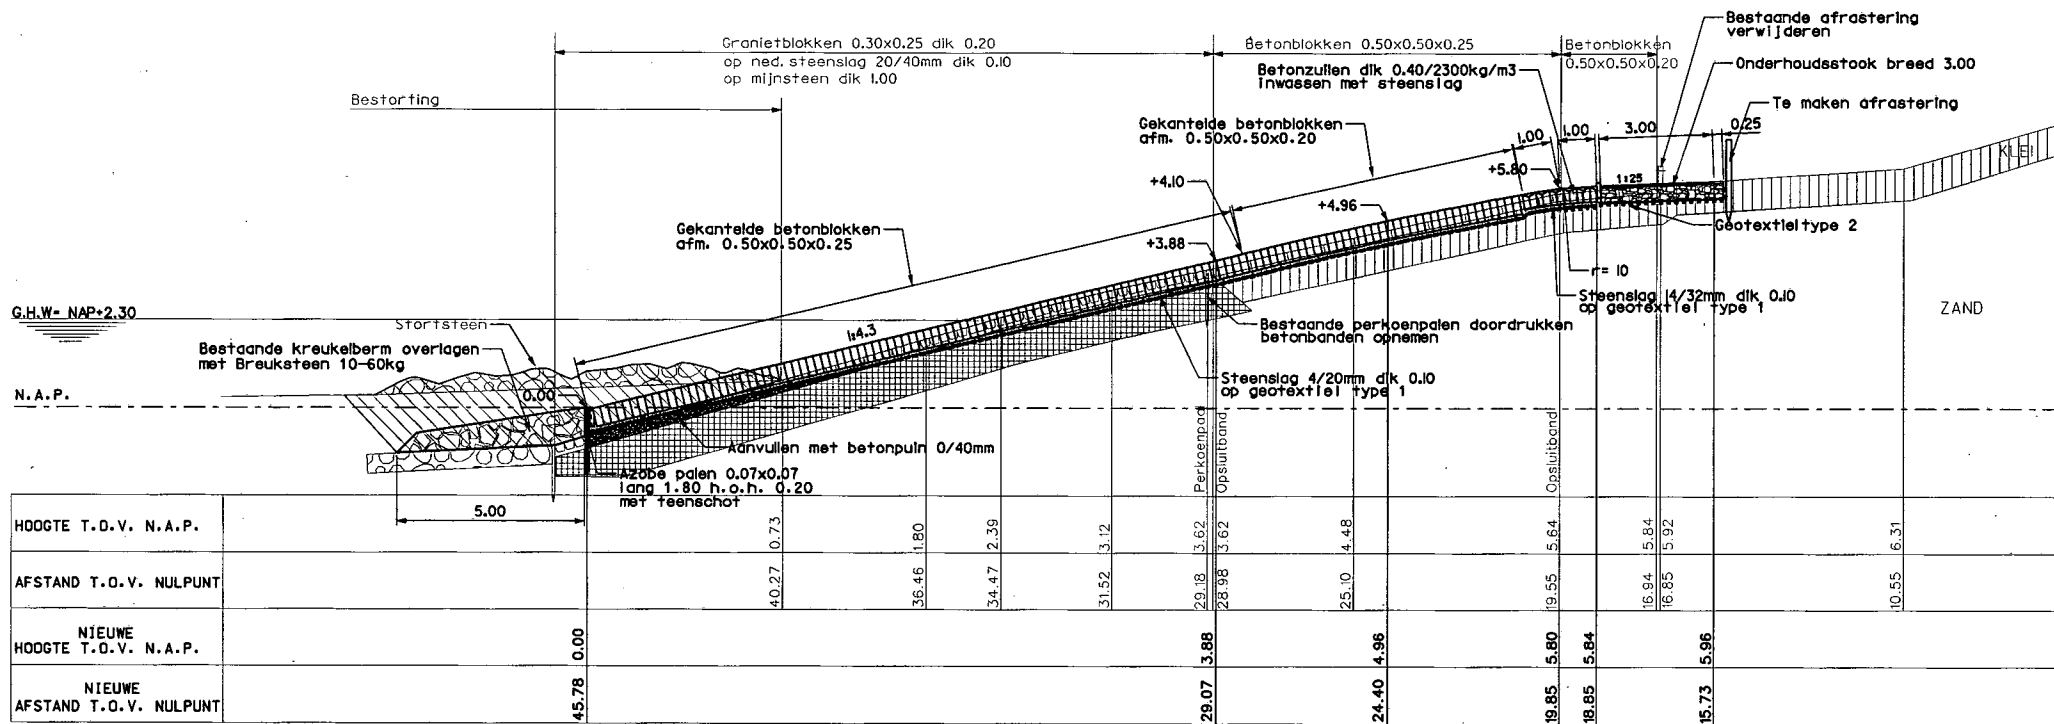 Granietblokken 0.30x0.25 dik 0.20
op ned. steenslag 20/40mm dik 0.10
op mijnsteen dik 1.00
Betonblokken 0.50x0.50x0.25
Betonblokken
0.50x0.50x0.20
Bestaande afrastering
verwijderen
Onderhoudsstook breed 3.00
Te maken afrastering
Betonzuilen dik 0.40/2300kg/m3
inwassen met steenslag
Bestorting
Gekantelde betonblokken
afm. 0.50x0.50x0.20
1.00
1.00
3.00
0.25
KLEI
+5.80
1:25
+4.10
+4.96
Geotextiel type 2
Gekantelde betonblokken
afm. 0.50x0.50x0.25
+3.88
r= 10
Steenslag 14/32mm dik 0.10
op geotextiel type 1
ZAND
G.H.W= NAP+2.30
Stortsteen
1:4.3
Bestaande perkoenpalen doordrukken
betonbanden opnemen
Bestaande kreukelberm overlagen
met Breuksteen 10-60kg
Steenslag 4/20mm dik 0.10
op geotextiel type 1
N.A.P.
0.00
Aanvullen met betonpuin 0/40mm
Azobe palen 0.07x0.07
lang 1.80 h.o.h. 0.20
met teenschot
Perkoenpaal
Opsluitband
Opsluitband
5.00
HOOGTE T.O.V. N.A.P.
0.73
1.80
2.39
3.12
3.62
3.62
4.48
5.64
5.84
5.92
6.31
AFSTAND T.O.V. NULPUNT
40.27
36.46
34.47
31.52
29.18
28.98
25.10
19.55
16.94
16.85
10.55
NIEUWE
HOOGTE T.O.V. N.A.P.
0.00
3.88
4.96
5.80
5.84
5.96
NIEUWE
AFSTAND T.O.V. NULPUNT
45.78
29.07
24.40
19.85
18.85
15.73